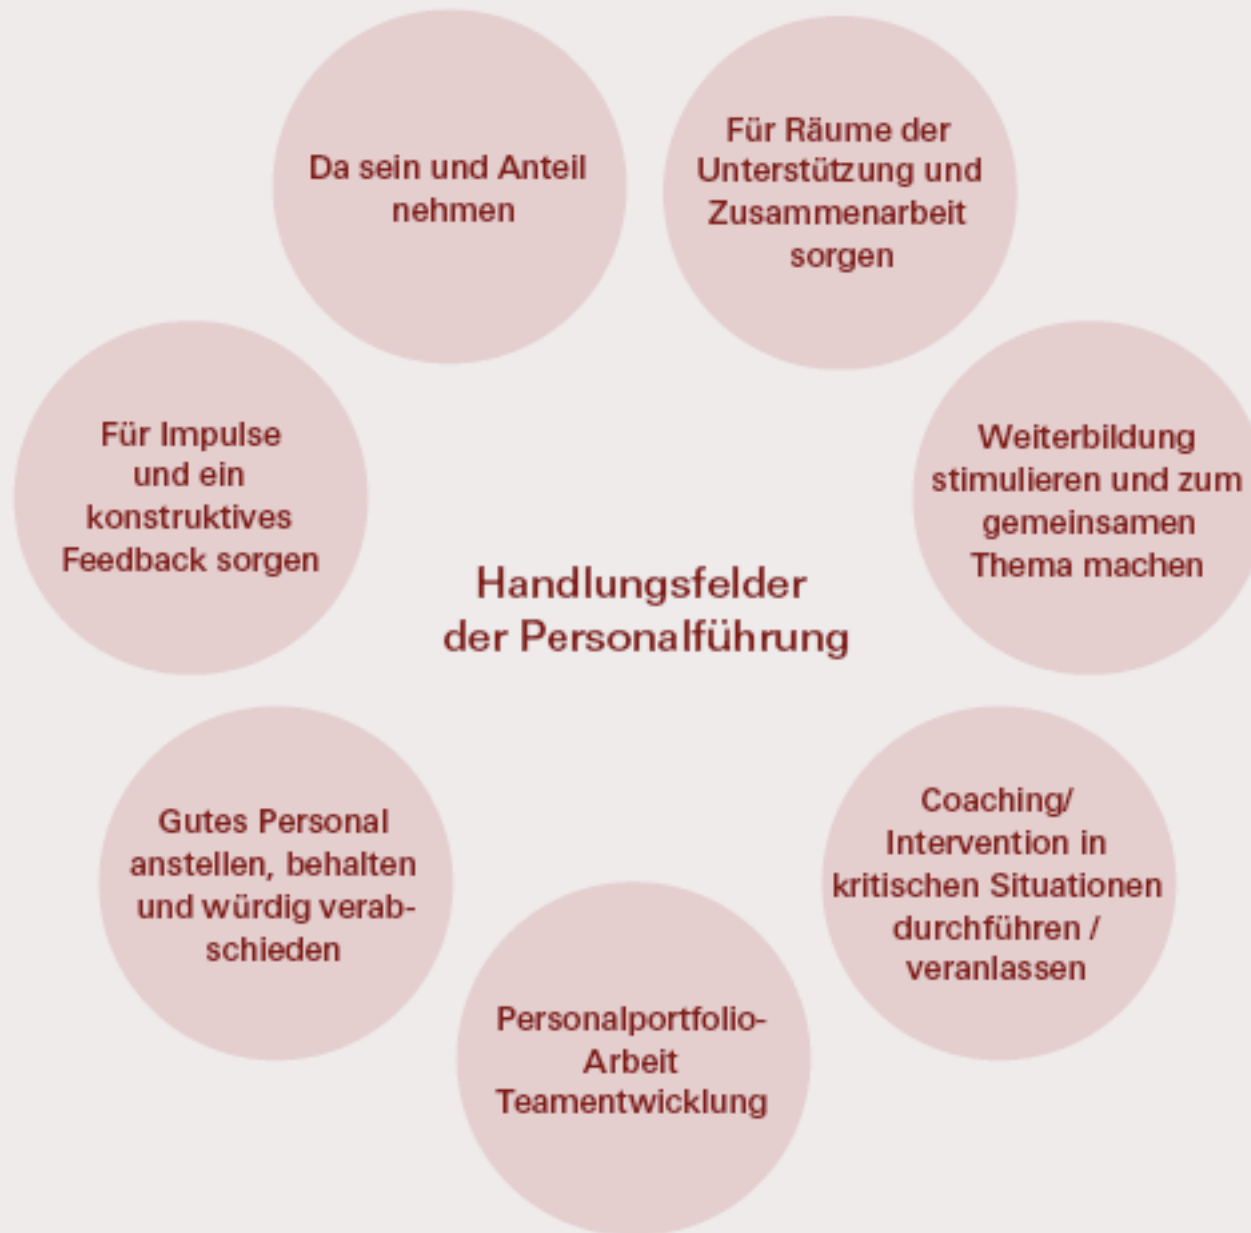 Da sein und Anteil
nehmen
Für Räume der
Unterstützung und
Zusammenarbeit
sorgen
Für Impulse
und ein
konstruktives
Feedback sorgen
Weiterbildung
stimulieren und zum
gemeinsamen
Thema machen
Handlungsfelder
der Personalführung
Gutes Personal
anstellen, behalten
und würdig verab-
schieden
Coaching/
Intervention in
kritischen Situationen
durchführen /
veranlassen
Personalportfolio-
Arbeit
Teamentwicklung